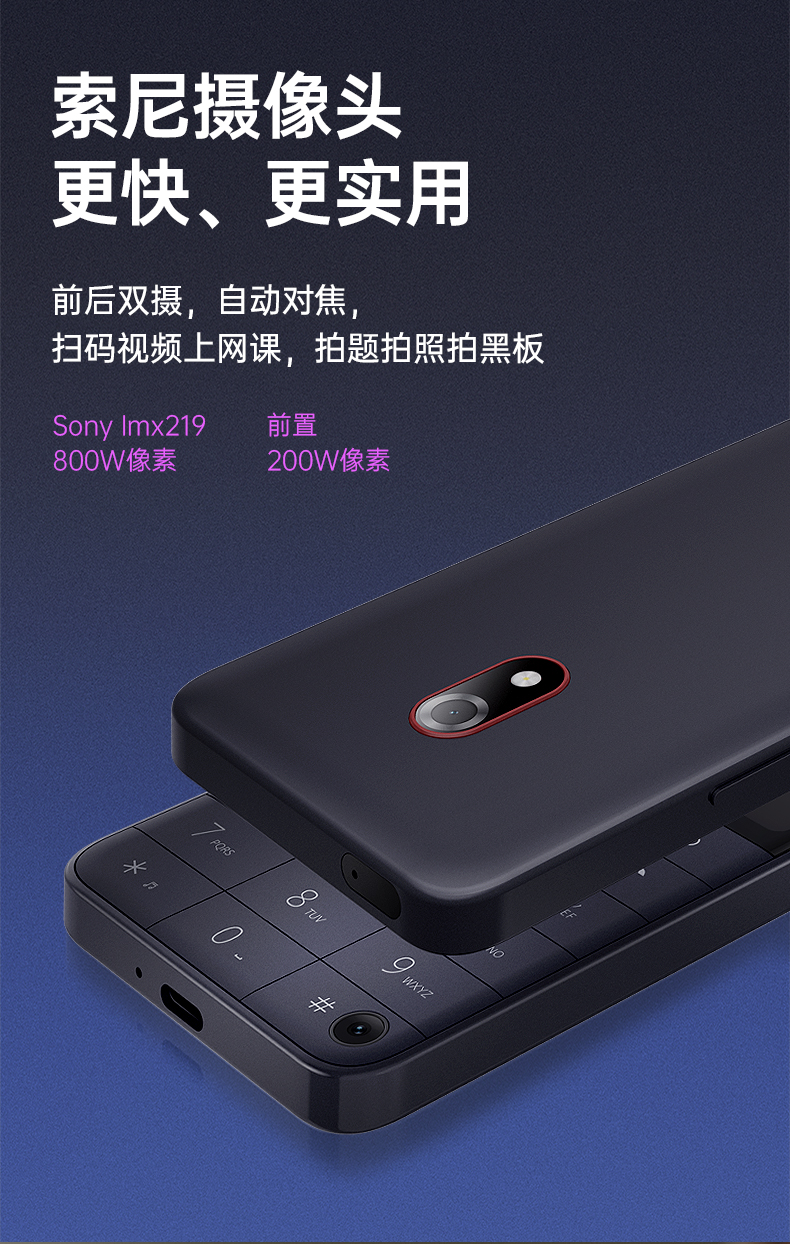 索尼摄像头
更快、更实用
前后双摄，自动对焦，
扫码视频上网课，拍题拍照拍黑板
Sony Imx219
800W像素
前置
200W像素
7 PQRS
*
8 TUV
0
9 WXYZ
#
EF
NO